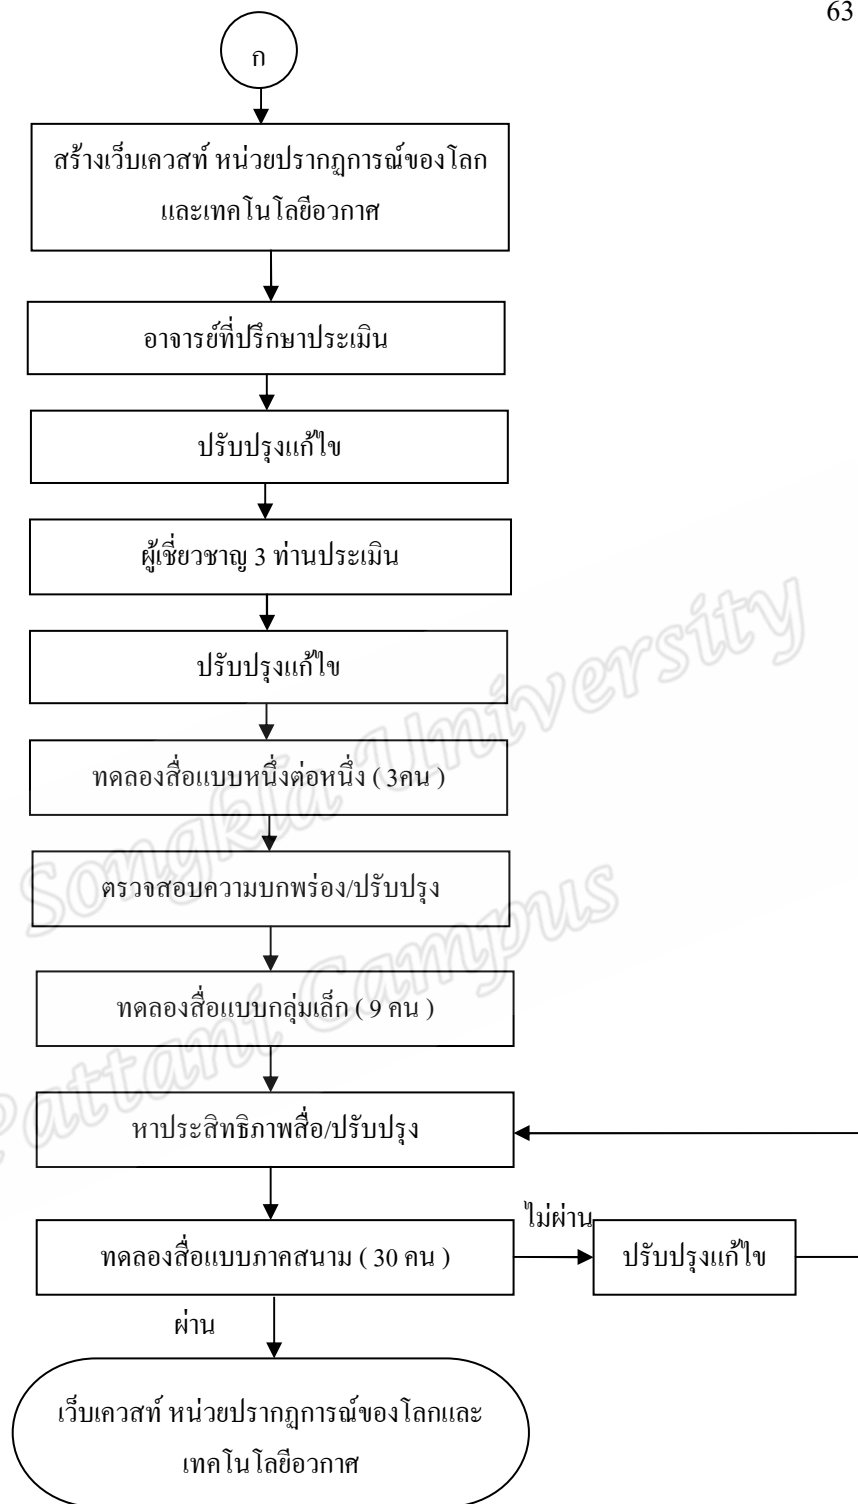 63
ก
สร้างเว็บเควสท์ หน่วยปรากฏการณ์ของโลก
และเทคโนโลยีอวกาศ
อาจารย์ที่ปรึกษาประเมิน
ปรับปรุงแก้ไข
ผู้เชี่ยวชาญ 3 ท่านประเมิน
ปรับปรุงแก้ไข
ทดลองสื่อแบบหนึ่งต่อหนึ่ง ( 3คน )
ตรวจสอบความบกพร่อง/ปรับปรุง
ทดลองสื่อแบบกลุ่มเล็ก ( 9 คน )
หาประสิทธิภาพสื่อ/ปรับปรุง
ไม่ผ่าน
ทดลองสื่อแบบภาคสนาม ( 30 คน )
ปรับปรุงแก้ไข
ผ่าน
เว็บเควสท์ หน่วยปรากฏการณ์ของโลกและ
เทคโนโลยีอวกาศ
Songkla University
Pattani Campus